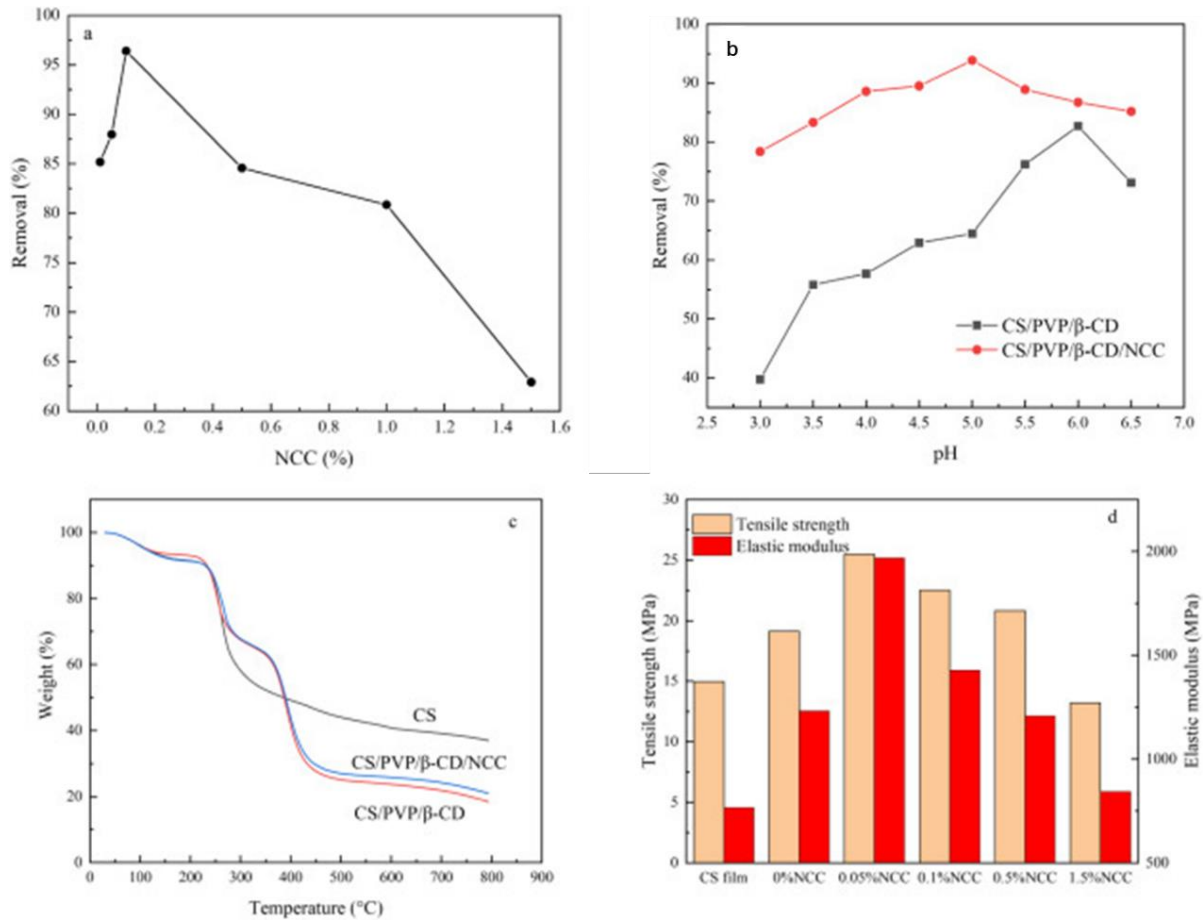 a
100
95
90
85
80
75
70
65
60
Removal (%)
0.0 0.2 0.4 0.6 0.8 1.0 1.2 1.4 1.6
NCC (%)
b
100
90
80
70
60
50
40
Removal (%)
CS/PVP/β-CD
CS/PVP/β-CD/NCC
2.5 3.0 3.5 4.0 4.5 5.0 5.5 6.0 6.5 7.0
pH
c
100
80
60
40
20
0
Weight (%)
CS
CS/PVP/β-CD/NCC
CS/PVP/β-CD
0 100 200 300 400 500 600 700 800 900
Temperature (°C)
d
Tensile strength
Elastic modulus
30
25
20
15
10
5
0
Tensile strength (MPa)
2000
1500
1000
500
Elastic modulus (MPa)
CS film 0%NCC 0.05%NCC 0.1%NCC 0.5%NCC 1.5%NCC